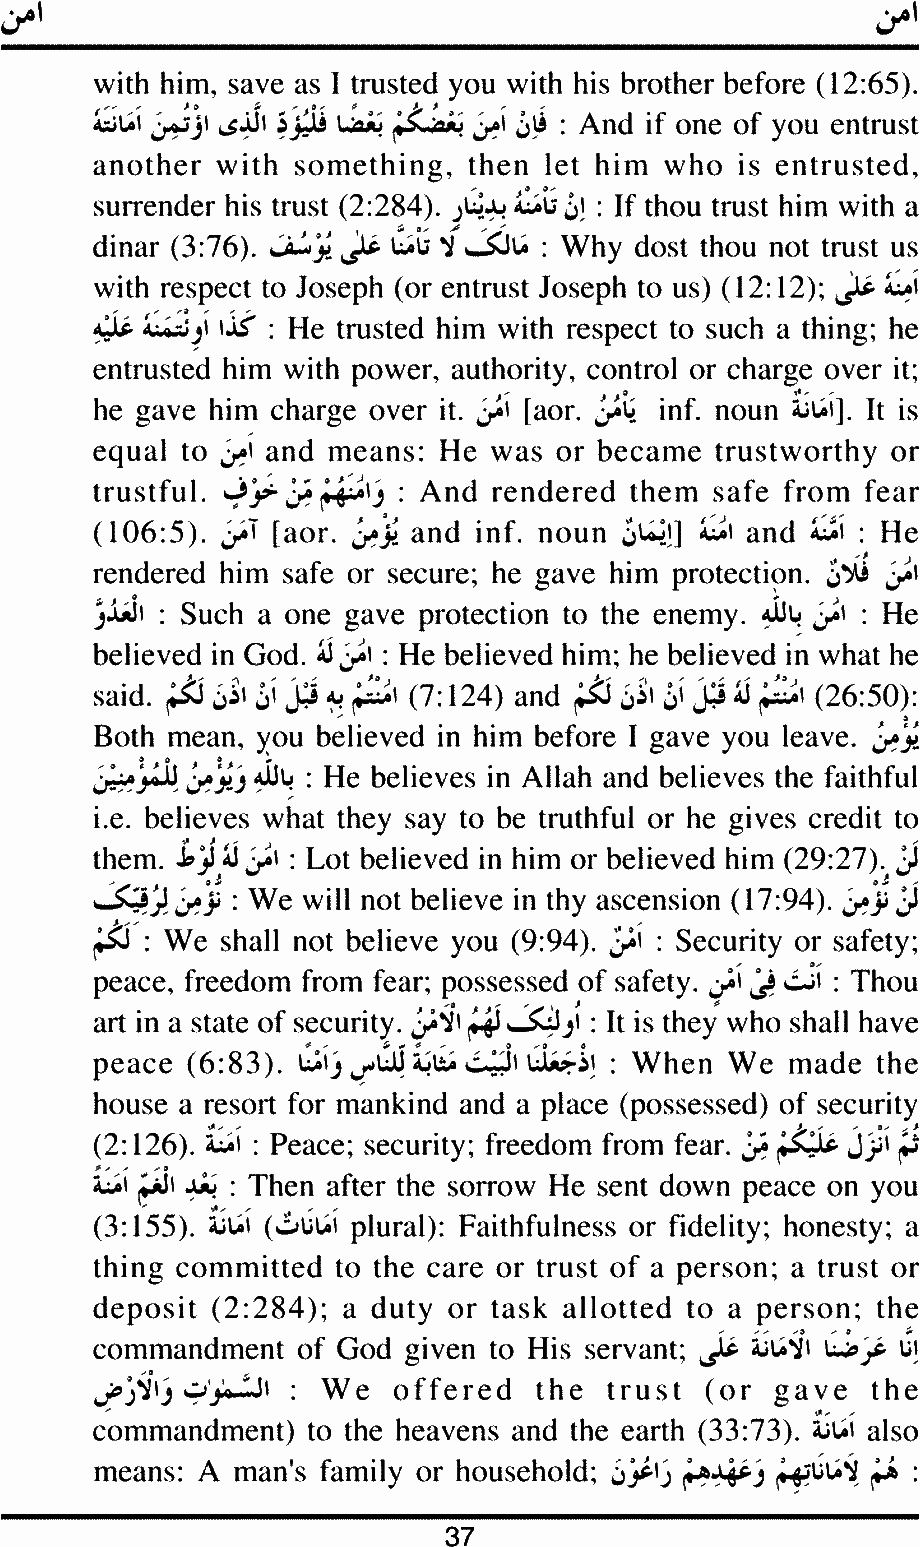 امن امن
with him, save as I trusted you with his brother before (12:65).
فَاِنْ اَمِنَ بَعْضُكُمْ بَعْضًا فَلْيُؤَدِّ الَّذِى اؤْتُمِنَ اَمَانَتَهُ : And if one of you entrust
another with something, then let him who is entrusted,
surrender his trust (2:284). اِنْ تَأْمَنْهُ بِدِيْنَارٍ : If thou trust him with a
dinar (3:76). مَالَکَ لَا تَأْمَنَّا عَلٰى يُوْسُفَ : Why dost thou not trust us
with respect to Joseph (or entrust Joseph to us) (12:12); اَمِنَهُ عَلٰى
كَذَا اَوِئْتَمَنَهُ عَلَيْهِ : He trusted him with respect to such a thing; he
entrusted him with power, authority, control or charge over it;
he gave him charge over it. اَمُنَ [aor. يَأْمُنُ inf. noun اَمَانَةً]. It is
equal to اَمِنَ and means: He was or became trustworthy or
trustful. وَاٰمَنَهُمْ مِّنْ خَوْفٍ : And rendered them safe from fear
(106:5). آمَنَ [aor. يُؤْمِنُ and inf. noun اِيْمَانٌ] اٰمَنَهُ and اَمَّنَهُ : He
rendered him safe or secure; he gave him protection. اٰمَنَ فُلَانٌ
الْعَدُوَّ : Such a one gave protection to the enemy. اٰمَنَ بِاللّٰهِ : He
believed in God. اٰمَنَ لَهُ : He believed him; he believed in what he
said. اٰمَنْتُمْ بِهٖ قَبْلَ اَنْ اٰذَنَ لَكُمْ (7:124) and اٰمَنْتُمْ لَهُ قَبْلَ اَنْ اٰذَنَ لَكُمْ (26:50):
Both mean, you believed in him before I gave you leave. يُؤْمِنُ
بِاللّٰهِ وَيُؤْمِنُ لِلْمُؤْمِنِيْنَ : He believes in Allah and believes the faithful
i.e. believes what they say to be truthful or he gives credit to
them. اٰمَنَ لَهُ لُوْطٌ : Lot believed in him or believed him (29:27). لَنْ
نُؤْمِنَ لِرُقِيِّکَ : We will not believe in thy ascension (17:94). لَنْ نُؤْمِنَ
لَكُمْ : We shall not believe you (9:94). اَمْنٌ : Security or safety;
peace, freedom from fear; possessed of safety. اَنْتَ فِىْ اَمْنٍ : Thou
art in a state of security. اُولٰئِکَ لَهُمُ الْاَمْنُ : It is they who shall have
peace (6:83). اِذْجَعَلْنَا الْبَيْتَ مَثَابَةً لِّلنَّاسِ وَاَمْنًا : When We made the
house a resort for mankind and a place (possessed) of security
(2:126). اَمَنَةٌ : Peace; security; freedom from fear. ثُمَّ اَنْزَلَ عَلَيْكُمْ مِّنْ
بَعْدِ الْغَمِّ اَمَنَةً : Then after the sorrow He sent down peace on you
(3:155). اَمَانَةٌ (اَمَانَاتٌ plural): Faithfulness or fidelity; honesty; a
thing committed to the care or trust of a person; a trust or
deposit (2:284); a duty or task allotted to a person; the
commandment of God given to His servant; اِنَّا عَرَضْنَا الْاَمَانَةَ عَلَى
السَّمٰوٰتِ وَالْاَرْضِ : We offered the trust (or gave the
commandment) to the heavens and the earth (33:73). اَمَانَةٌ also
means: A man's family or household; هُمْ لِاَمَانَاتِهِمْ وَعَهْدِهِمْ رَاعُوْنَ :
37